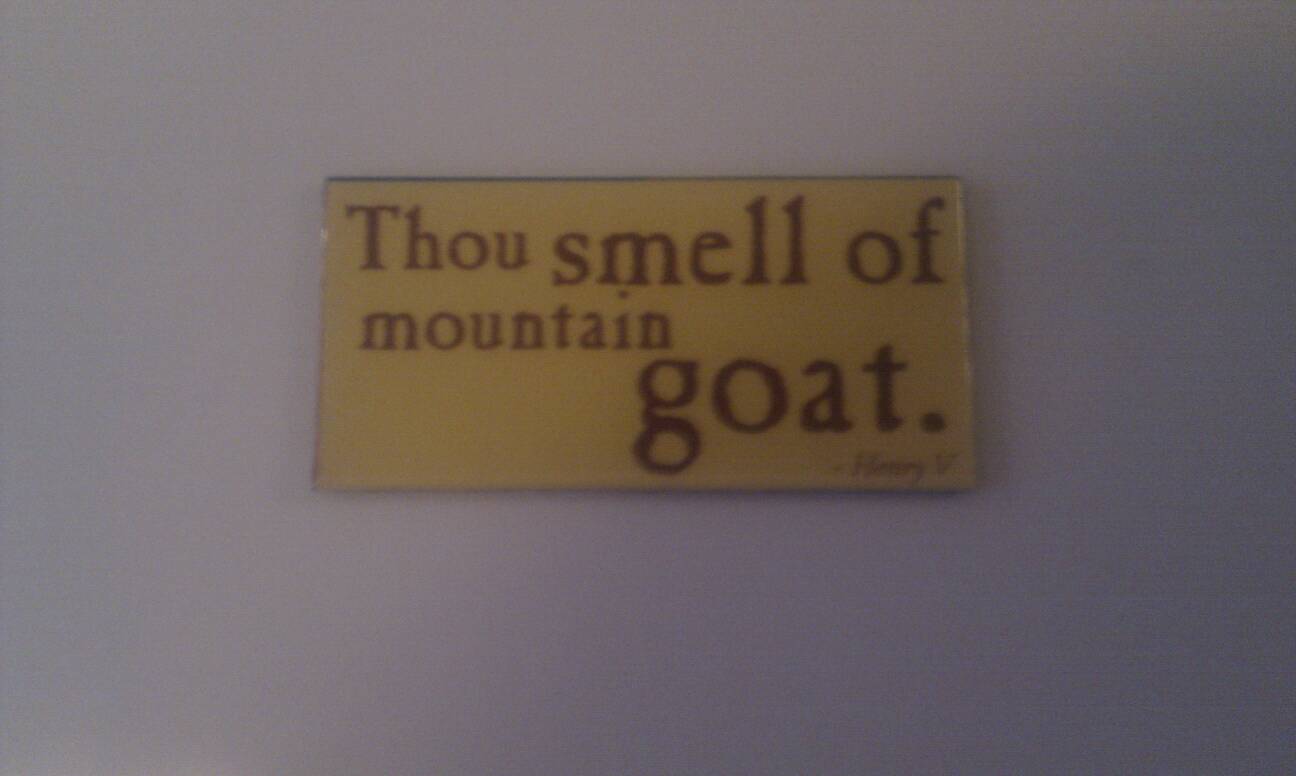 Thou smell of
mountain
goat.
- Henry V